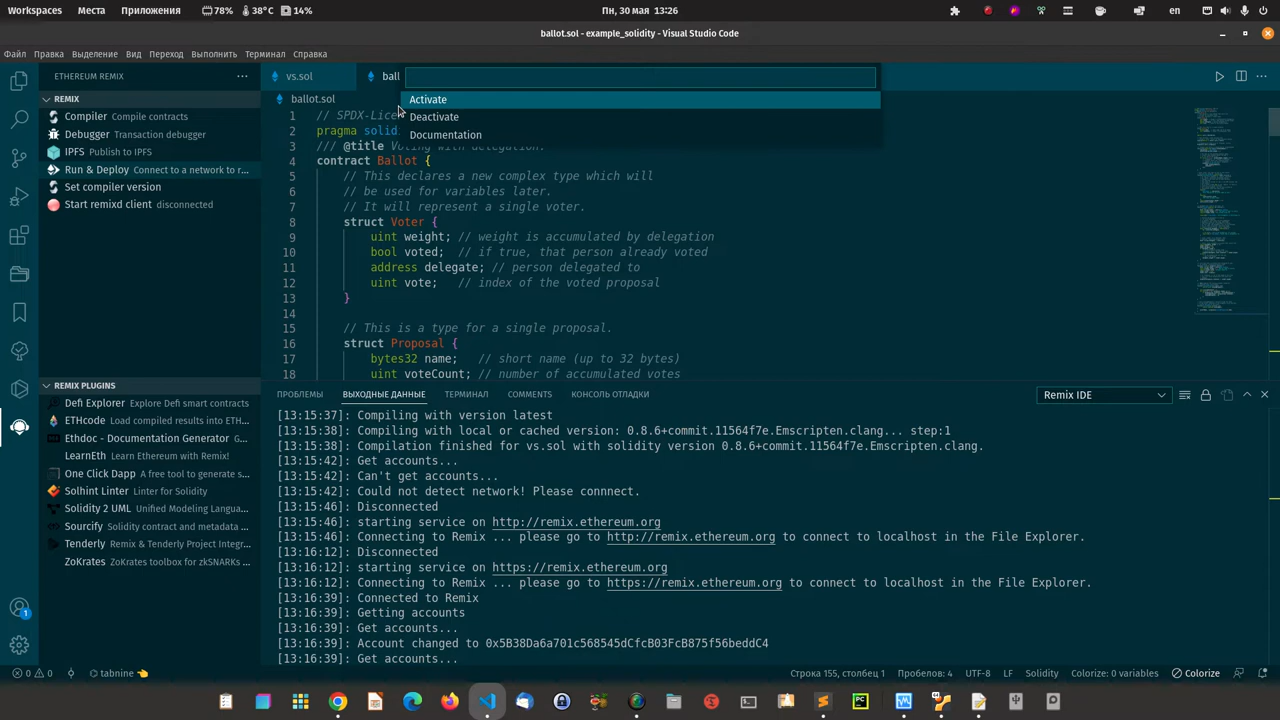 Workspaces Места Приложения 78% 38°C 14% Пн, 30 мая 13:26 en
ballot.sol - example_solidity - Visual Studio Code
Файл Правка Выделение Вид Переход Выполнить Терминал Справка
ETHEREUM REMIX
REMIX
Compiler Compile contracts
Debugger Transaction debugger
IPFS Publish to IPFS
Run & Deploy Connect to a network to r...
Set compiler version
Start remixd client disconnected
REMIX PLUGINS
Defi Explorer Explore Defi smart contracts
ETHcode Load compiled results into ETH...
Ethdoc - Documentation Generator G...
LearnEth Learn Ethereum with Remix!
One Click Dapp A free tool to generate s...
Solhint Linter Linter for Solidity
Solidity 2 UML Unified Modeling Languag...
Sourcify Solidity contract and metadata ...
Tenderly Remix & Tenderly Project Integr...
ZoKrates ZoKrates toolbox for zkSNARKs ...
vs.sol ball
Activate
Deactivate
Documentation
ballot.sol
1 // SPDX-Lice
2 pragma solid
3 /// @title Voting with delegation.
4 contract Ballot {
5 // This declares a new complex type which will
6 // be used for variables later.
7 // It will represent a single voter.
8 struct Voter {
9 uint weight; // weight is accumulated by delegation
10 bool voted; // if true, that person already voted
11 address delegate; // person delegated to
12 uint vote; // index of the voted proposal
13 }
14
15 // This is a type for a single proposal.
16 struct Proposal {
17 bytes32 name; // short name (up to 32 bytes)
18 uint voteCount; // number of accumulated votes
ПРОБЛЕМЫ ВЫХОДНЫЕ ДАННЫЕ ТЕРМИНАЛ COMMENTS КОНСОЛЬ ОТЛАДКИ Remix IDE
[13:15:37]: Compiling with version latest
[13:15:38]: Compiling with local or cached version: 0.8.6+commit.11564f7e.Emscripten.clang... step:1
[13:15:38]: Compilation finished for vs.sol with solidity version 0.8.6+commit.11564f7e.Emscripten.clang.
[13:15:42]: Get accounts...
[13:15:42]: Can't get accounts...
[13:15:42]: Could not detect network! Please connnect.
[13:15:46]: Disconnected
[13:15:46]: starting service on http://remix.ethereum.org
[13:15:46]: Connecting to Remix ... please go to http://remix.ethereum.org to connect to localhost in the File Explorer.
[13:16:12]: Disconnected
[13:16:12]: starting service on https://remix.ethereum.org
[13:16:12]: Connecting to Remix ... please go to https://remix.ethereum.org to connect to localhost in the File Explorer.
[13:16:39]: Connected to Remix
[13:16:39]: Getting accounts
[13:16:39]: Get accounts...
[13:16:39]: Account changed to 0x5B38Da6a701c568545dCfcB03FcB875f56beddC4
[13:16:39]: Get accounts...
1
0 0 tabnine Строка 155, столбец 1 Пробелов: 4 UTF-8 LF Solidity Colorize: 0 variables Colorize